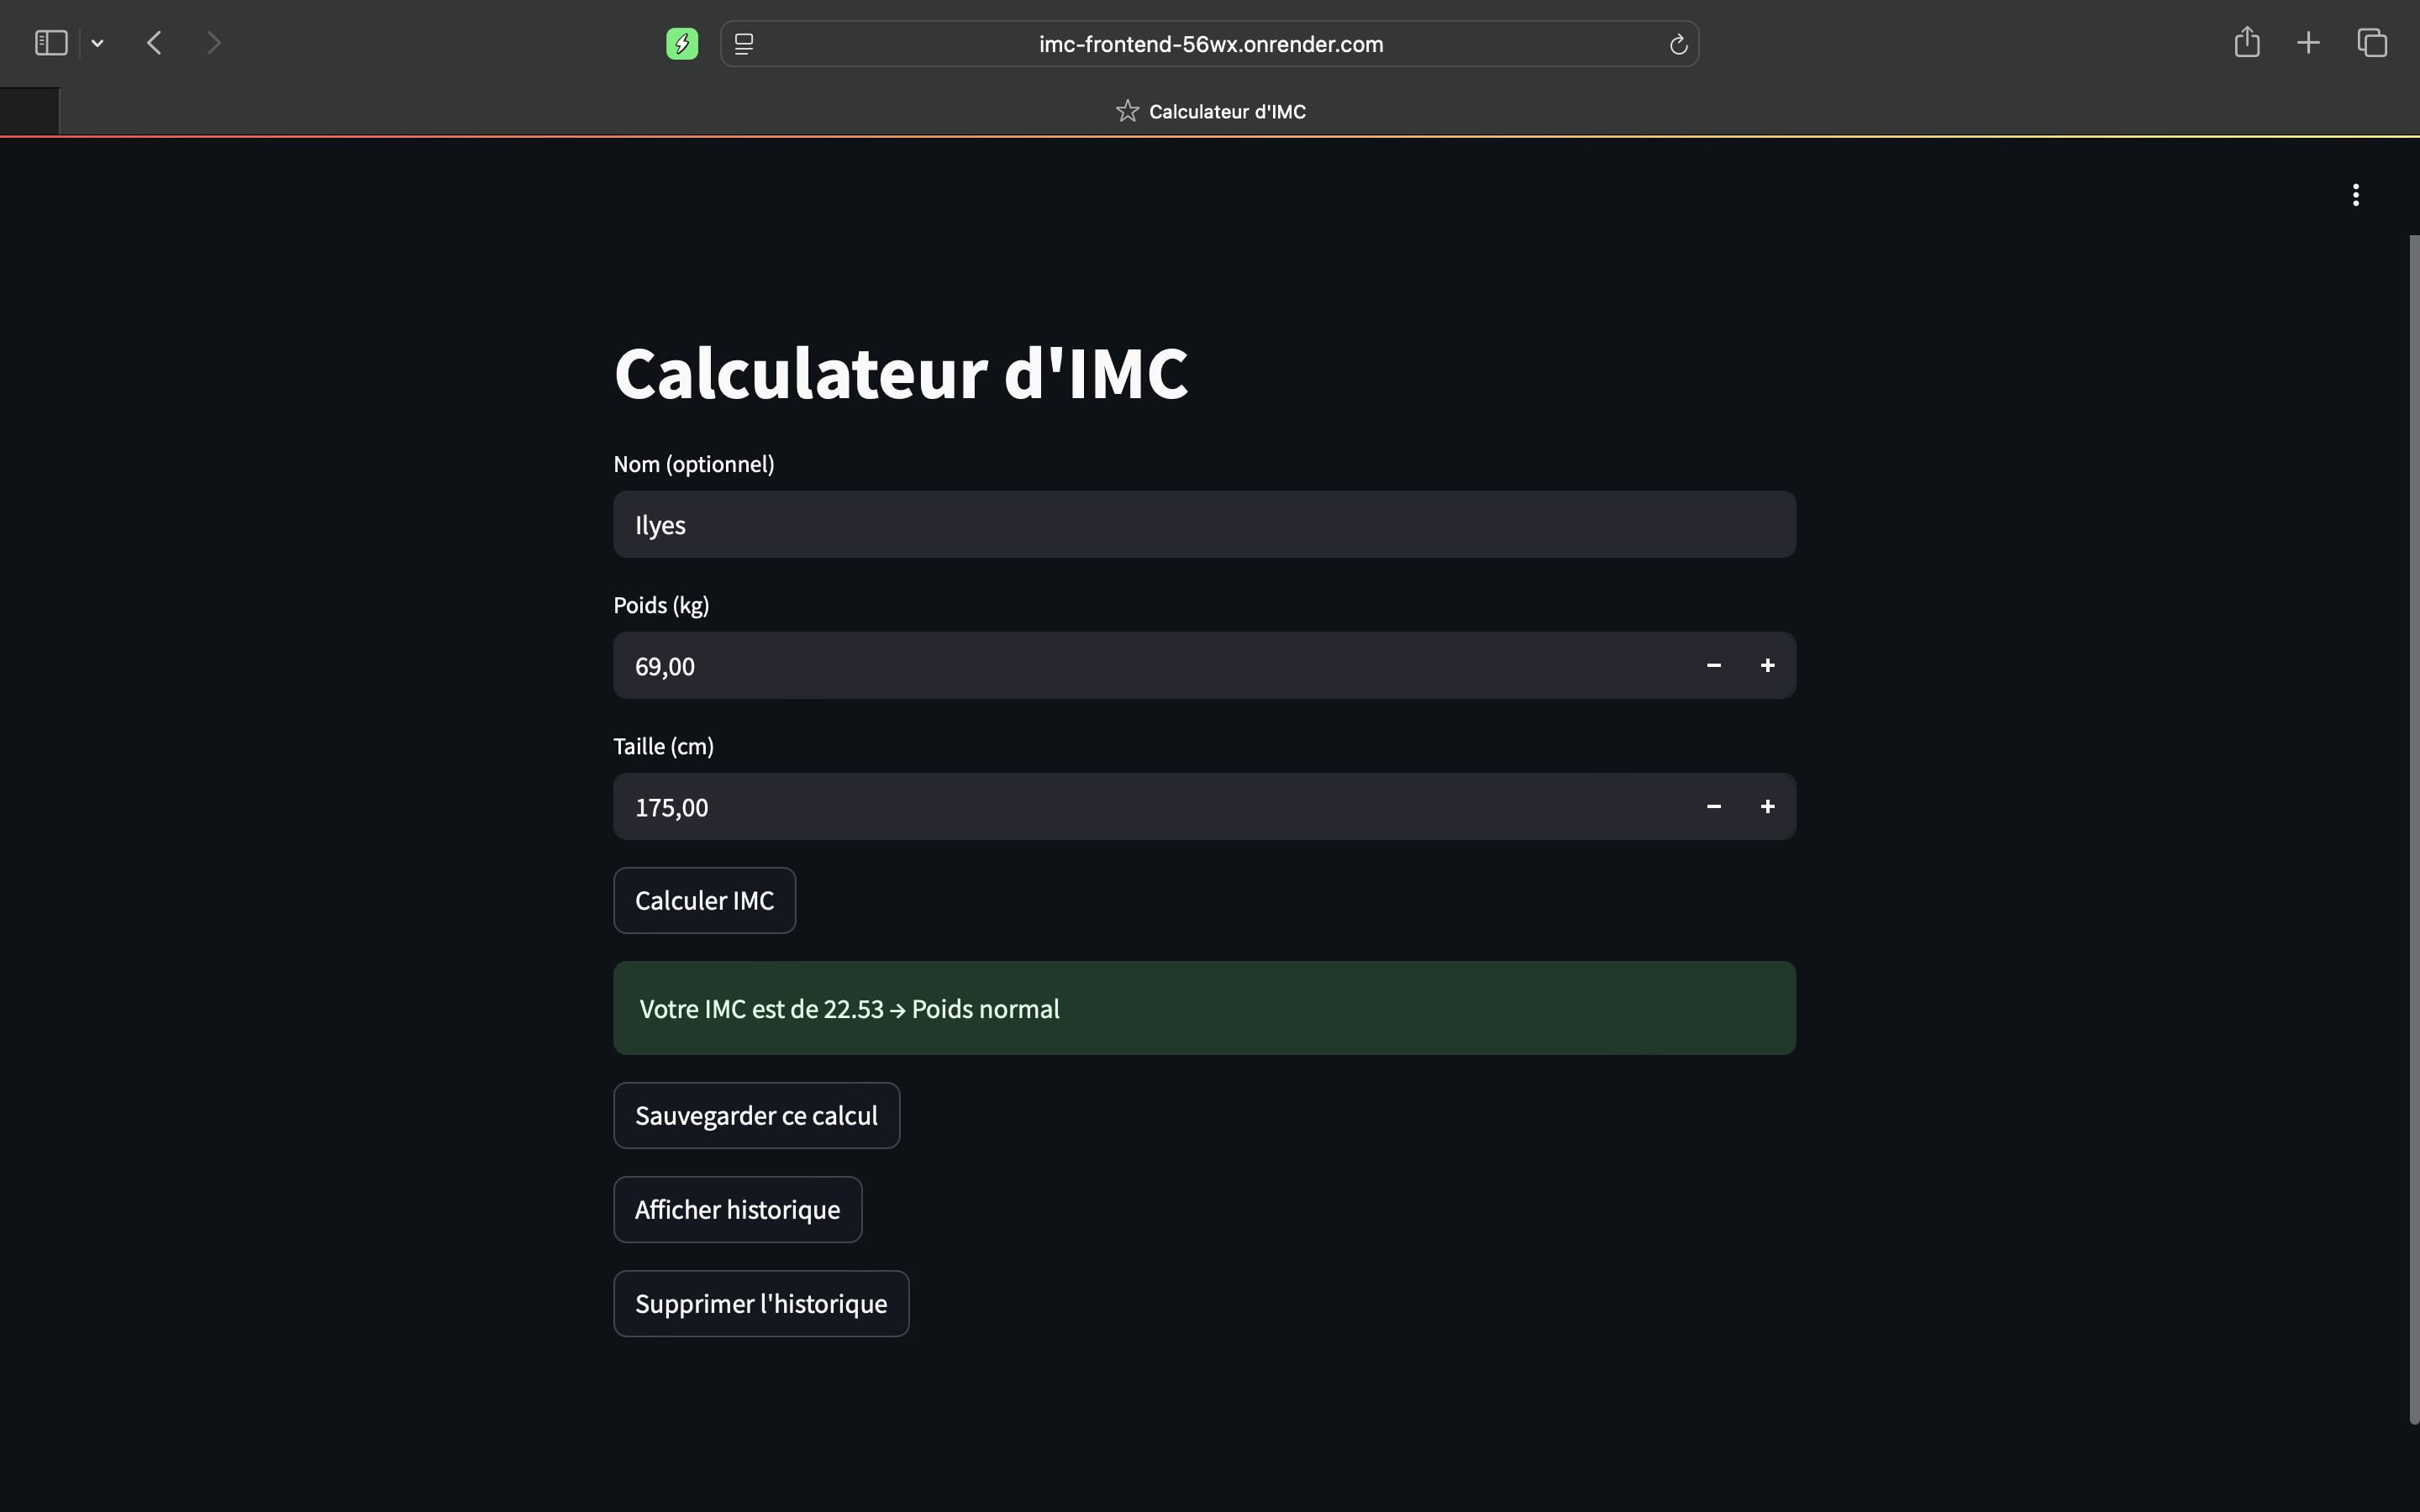 imc-frontend-56wx.onrender.com
Calculateur d'IMC
Calculateur d'IMC
Nom (optionnel)
Ilyes
Poids (kg)
69,00
Taille (cm)
175,00
Calculer IMC
Votre IMC est de 22.53 → Poids normal
Sauvegarder ce calcul
Afficher historique
Supprimer l'historique